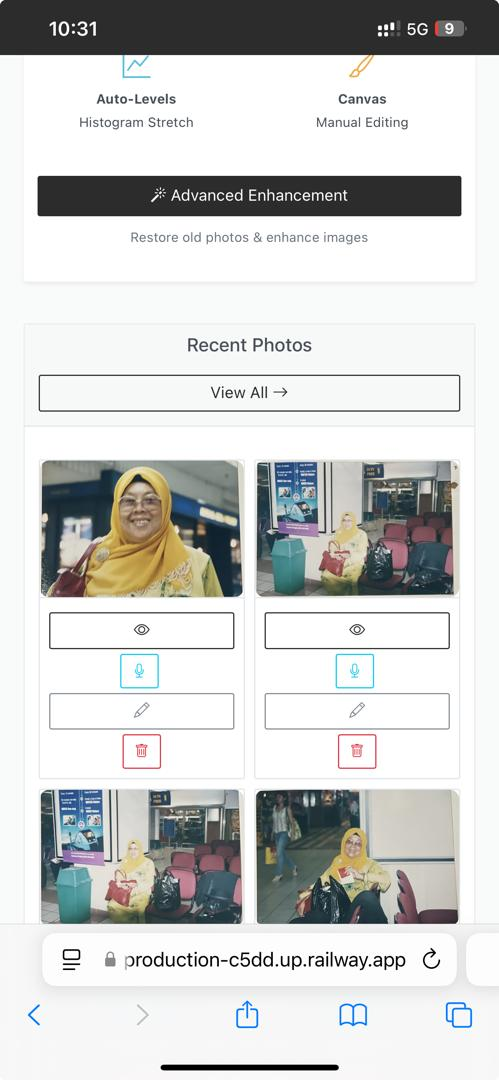 10:31
5G
9
Auto-Levels
Canvas
Histogram Stretch
Manual Editing
Advanced Enhancement
Restore old photos & enhance images
Recent Photos
View All →
production-c5dd.up.railway.app